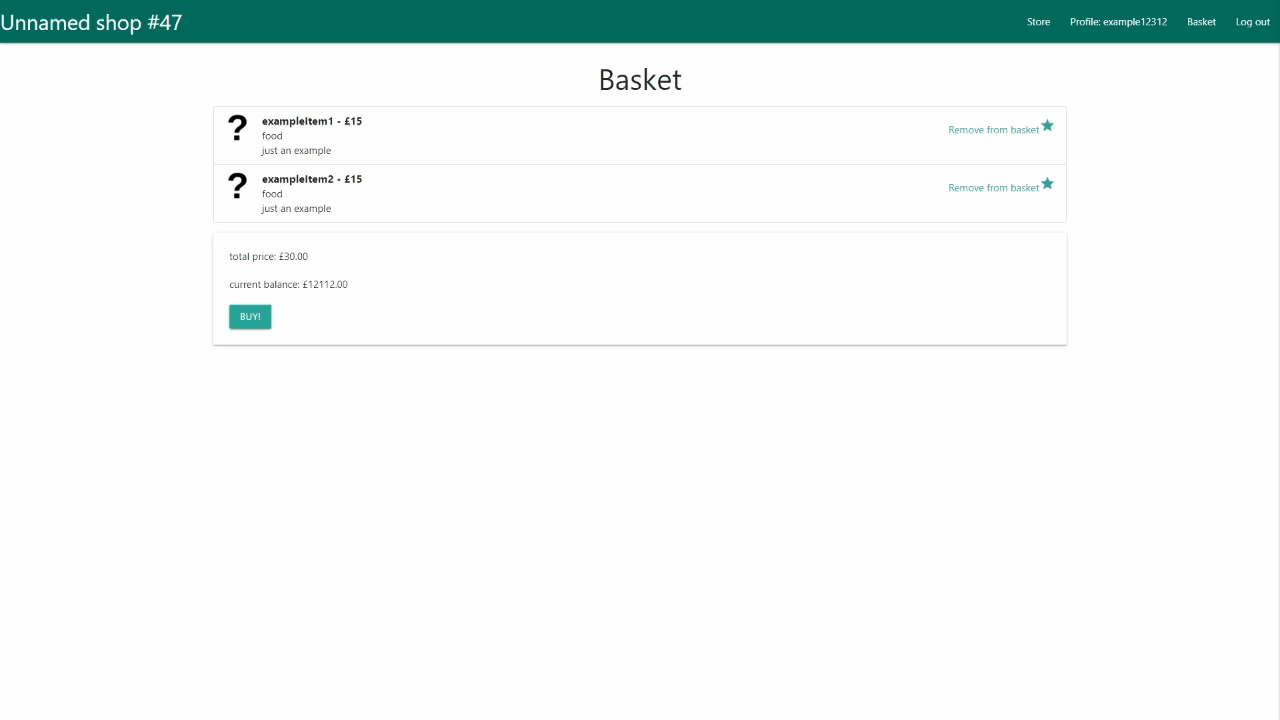 Unnamed shop #47
Store Profile: example12312 Basket Log out
Basket
?
exampleItem1 - £15
food
just an example
Remove from basket
?
exampleItem2 - £15
food
just an example
Remove from basket
total price: £30.00
current balance: £12112.00
BUY!